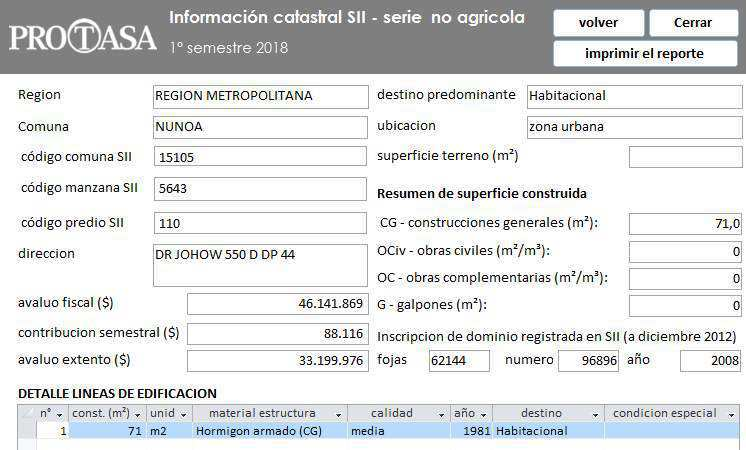 PROTASA
Información catastral SII - serie no agricola
1° semestre 2018
volver
Cerrar
imprimir el reporte
Region REGION METROPOLITANA
destino predominante Habitacional
Comuna NUNOA
ubicacion zona urbana
código comuna SII 15105
superficie terreno (m²)
código manzana SII 5643
Resumen de superficie construida
código predio SII 110
CG - construcciones generales (m²): 71,0
direccion DR JOHOW 550 D DP 44
OCiv - obras civiles (m²/m³): 0
OC - obras complementarias (m²/m³): 0
avaluo fiscal ($) 46.141.869
G - galpones (m²): 0
contribucion semestral ($) 88.116
Inscripcion de dominio registrada en SII (a diciembre 2012)
avaluo extento ($) 33.199.976
fojas 62144 numero 96896 año 2008
DETALLE LINEAS DE EDIFICACION
n° const. (m²) unid material estructura calidad año destino condicion especial
1 71 m2 Hormigon armado (CG) media 1981 Habitacional